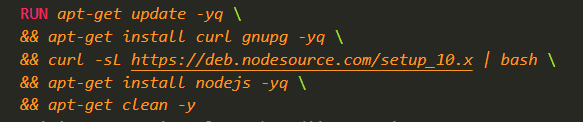 RUN apt-get update -yq \
&& apt-get install curl gnupg -yq \
&& curl -sL https://deb.nodesource.com/setup_10.x | bash \
&& apt-get install nodejs -yq \
&& apt-get clean -y